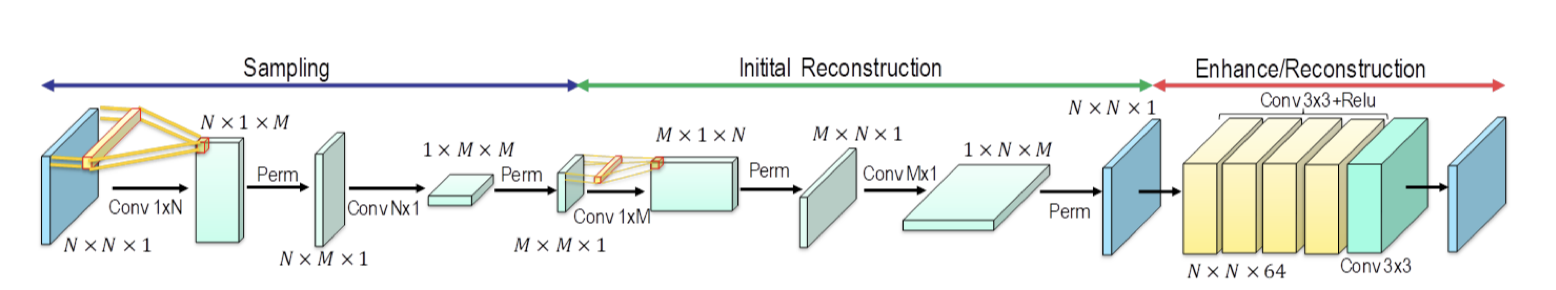 Sampling
Initital Reconstruction
Enhance/Reconstruction
N × N × 1
Conv 1xN
N × 1 × M
Perm
N × M × 1
Conv Nx1
1 × M × M
Perm
M × M × 1
Conv 1xM
M × 1 × N
Perm
M × N × 1
Conv Mx1
1 × N × M
Perm
N × N × 1
Conv 3x3+Relu
N × N × 64
Conv 3x3